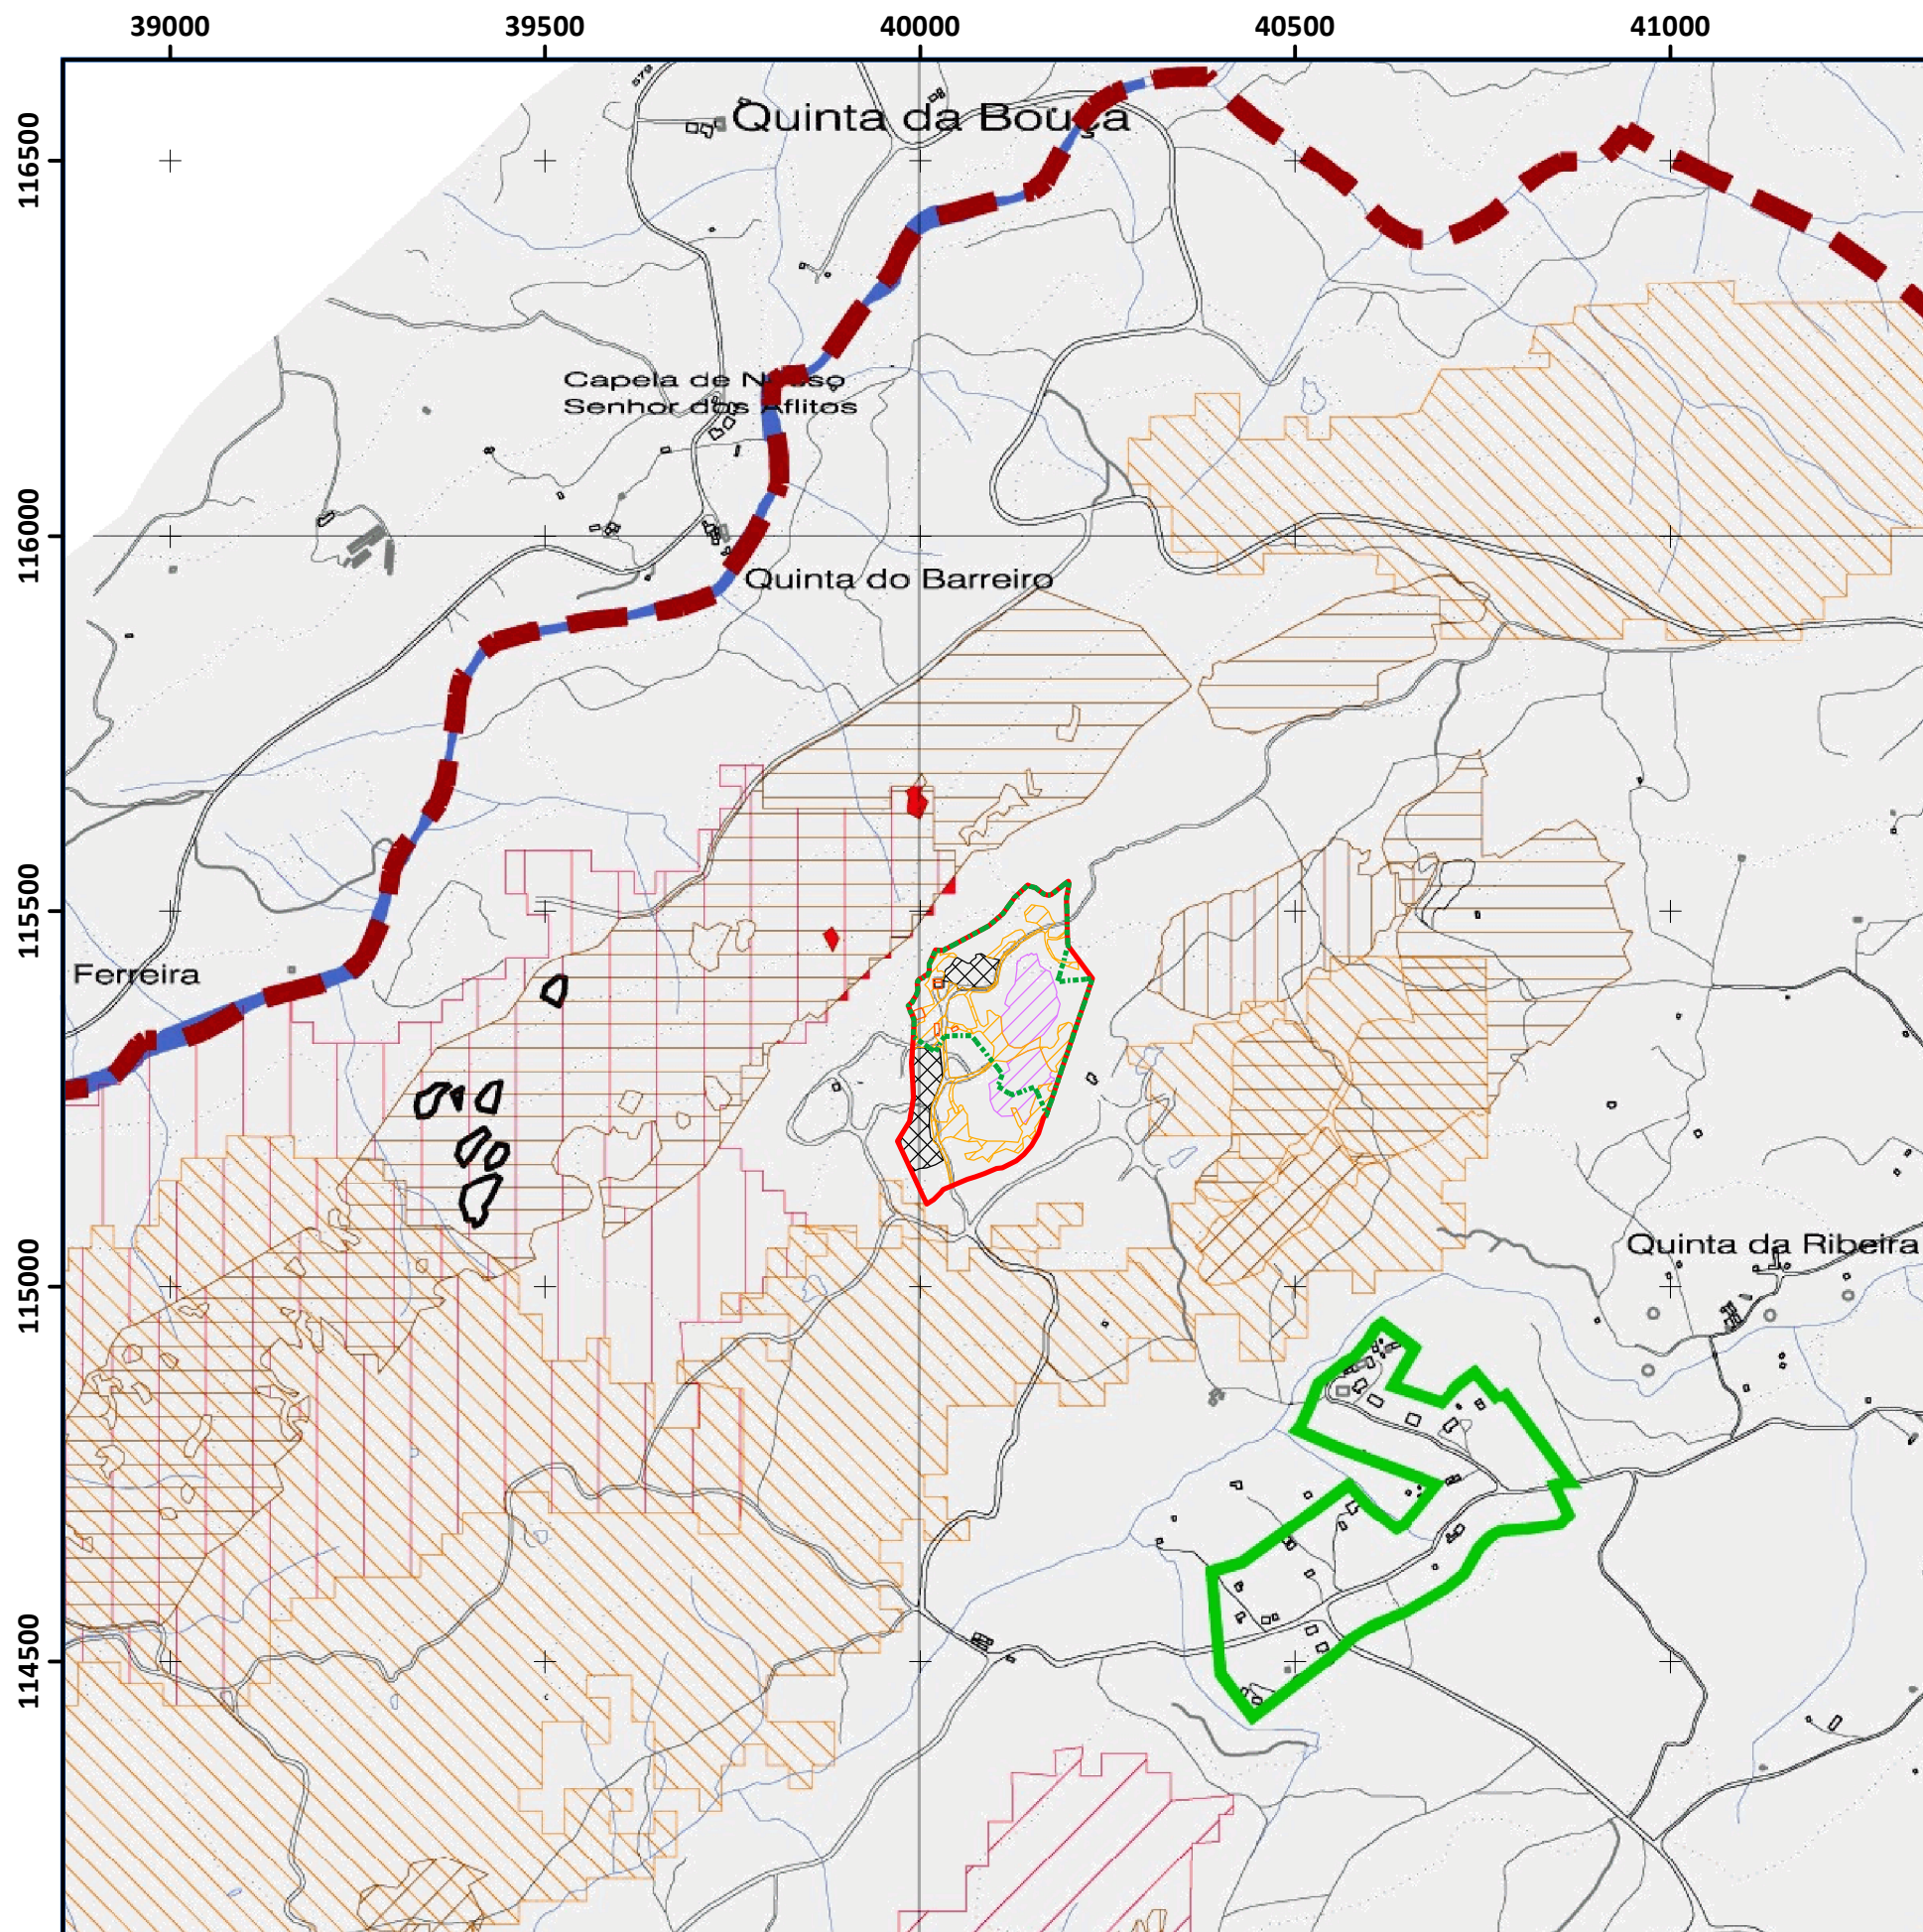 39000 39500 40000 40500 41000
579
116500
Quinta da Bouça
Capela de Nosso
Senhor dos Aflitos
116000
Quinta do Barreiro
115500
Ferreira
Quinta da Ribeira
115000
114500